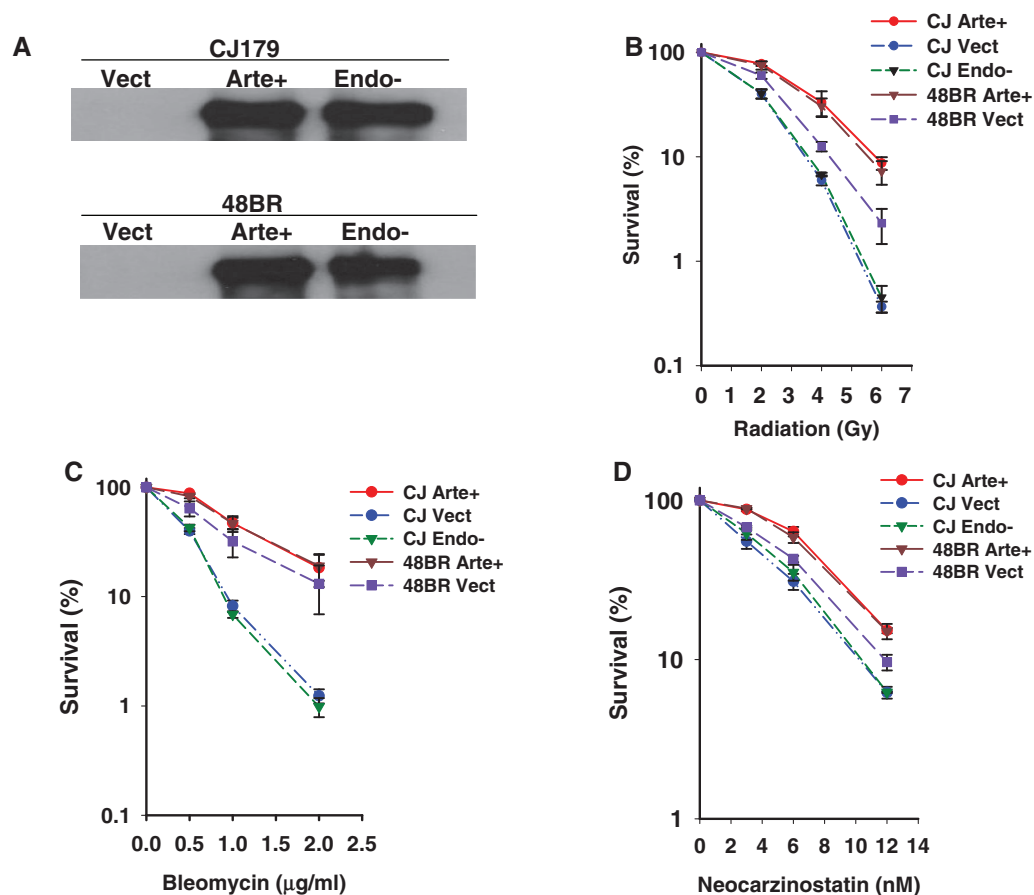 A
CJ179
Vect Arte+ Endo-
48BR
Vect Arte+ Endo-
B
CJ Arte+
CJ Vect
CJ Endo-
48BR Arte+
48BR Vect
100
10
1
0.1
Survival (%)
0 1 2 3 4 5 6 7
Radiation (Gy)
C
CJ Arte+
CJ Vect
CJ Endo-
48BR Arte+
48BR Vect
100
10
1
0.1
Survival (%)
0.0 0.5 1.0 1.5 2.0 2.5
Bleomycin (μg/ml)
D
CJ Arte+
CJ Vect
CJ Endo-
48BR Arte+
48BR Vect
100
10
1
Survival (%)
0 2 4 6 8 10 12 14
Neocarzinostatin (nM)